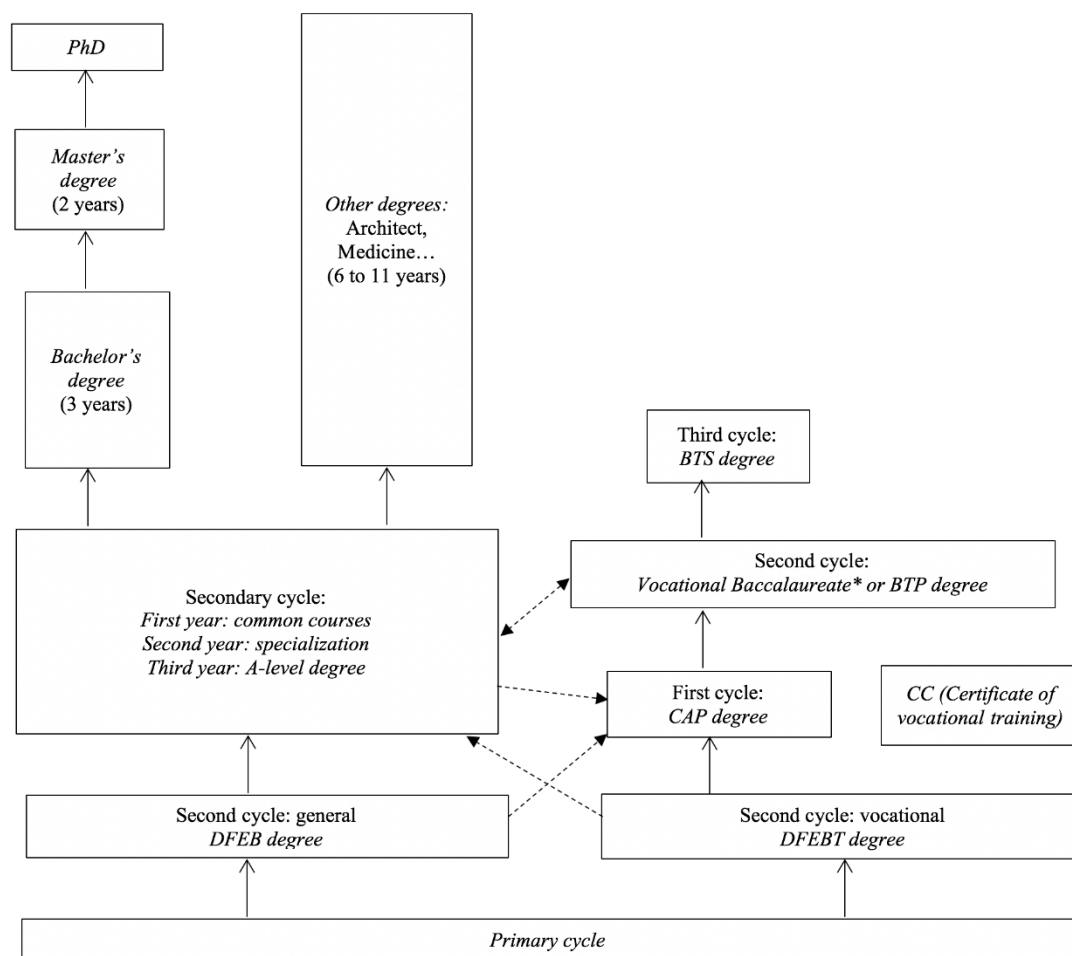 PhD
Master's
degree
(2 years)
Other degrees:
Architect,
Medicine...
(6 to 11 years)
Bachelor's
degree
(3 years)
Third cycle:
BTS degree
Second cycle:
Vocational Baccalaureate* or BTP degree
Secondary cycle:
First year: common courses
Second year: specialization
Third year: A-level degree
First cycle:
CAP degree
CC (Certificate of
vocational training)
Second cycle: general
DFEB degree
Second cycle: vocational
DFEBT degree
Primary cycle